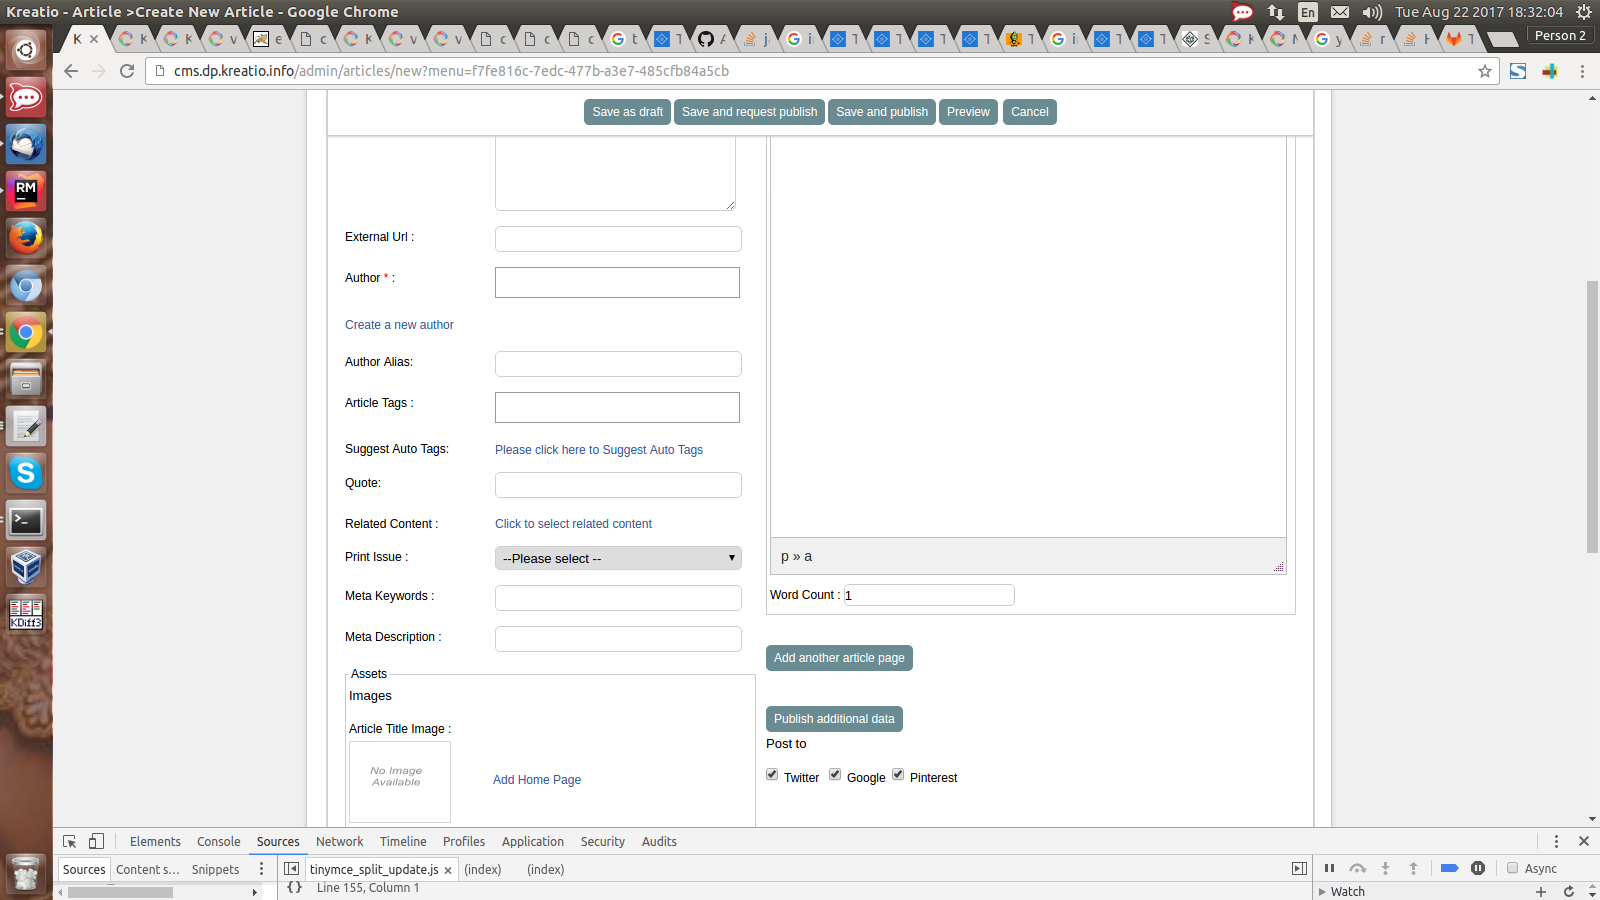 Kreatio - Article >Create New Article - Google Chrome
En
Tue Aug 22 2017 18:32:04
Person 2
cms.dp.kreatio.info/admin/articles/new?menu=f7fe816c-7edc-477b-a3e7-485cfb84a5cb
Save as draft
Save and request publish
Save and publish
Preview
Cancel
External Url :
Author * :
Create a new author
Author Alias:
Article Tags :
Suggest Auto Tags:
Please click here to Suggest Auto Tags
Quote:
Related Content :
Click to select related content
Print Issue :
--Please select --
Meta Keywords :
Meta Description :
Assets
Images
Article Title Image :
No Image
Available
Add Home Page
p » a
Word Count : 1
Add another article page
Publish additional data
Post to
Twitter
Google
Pinterest
Elements
Console
Sources
Network
Timeline
Profiles
Application
Security
Audits
Sources
Content s...
Snippets
tinymce_split_update.js ×
(index)
(index)
Async
{} Line 155, Column 1
Watch
RM
KDiff3